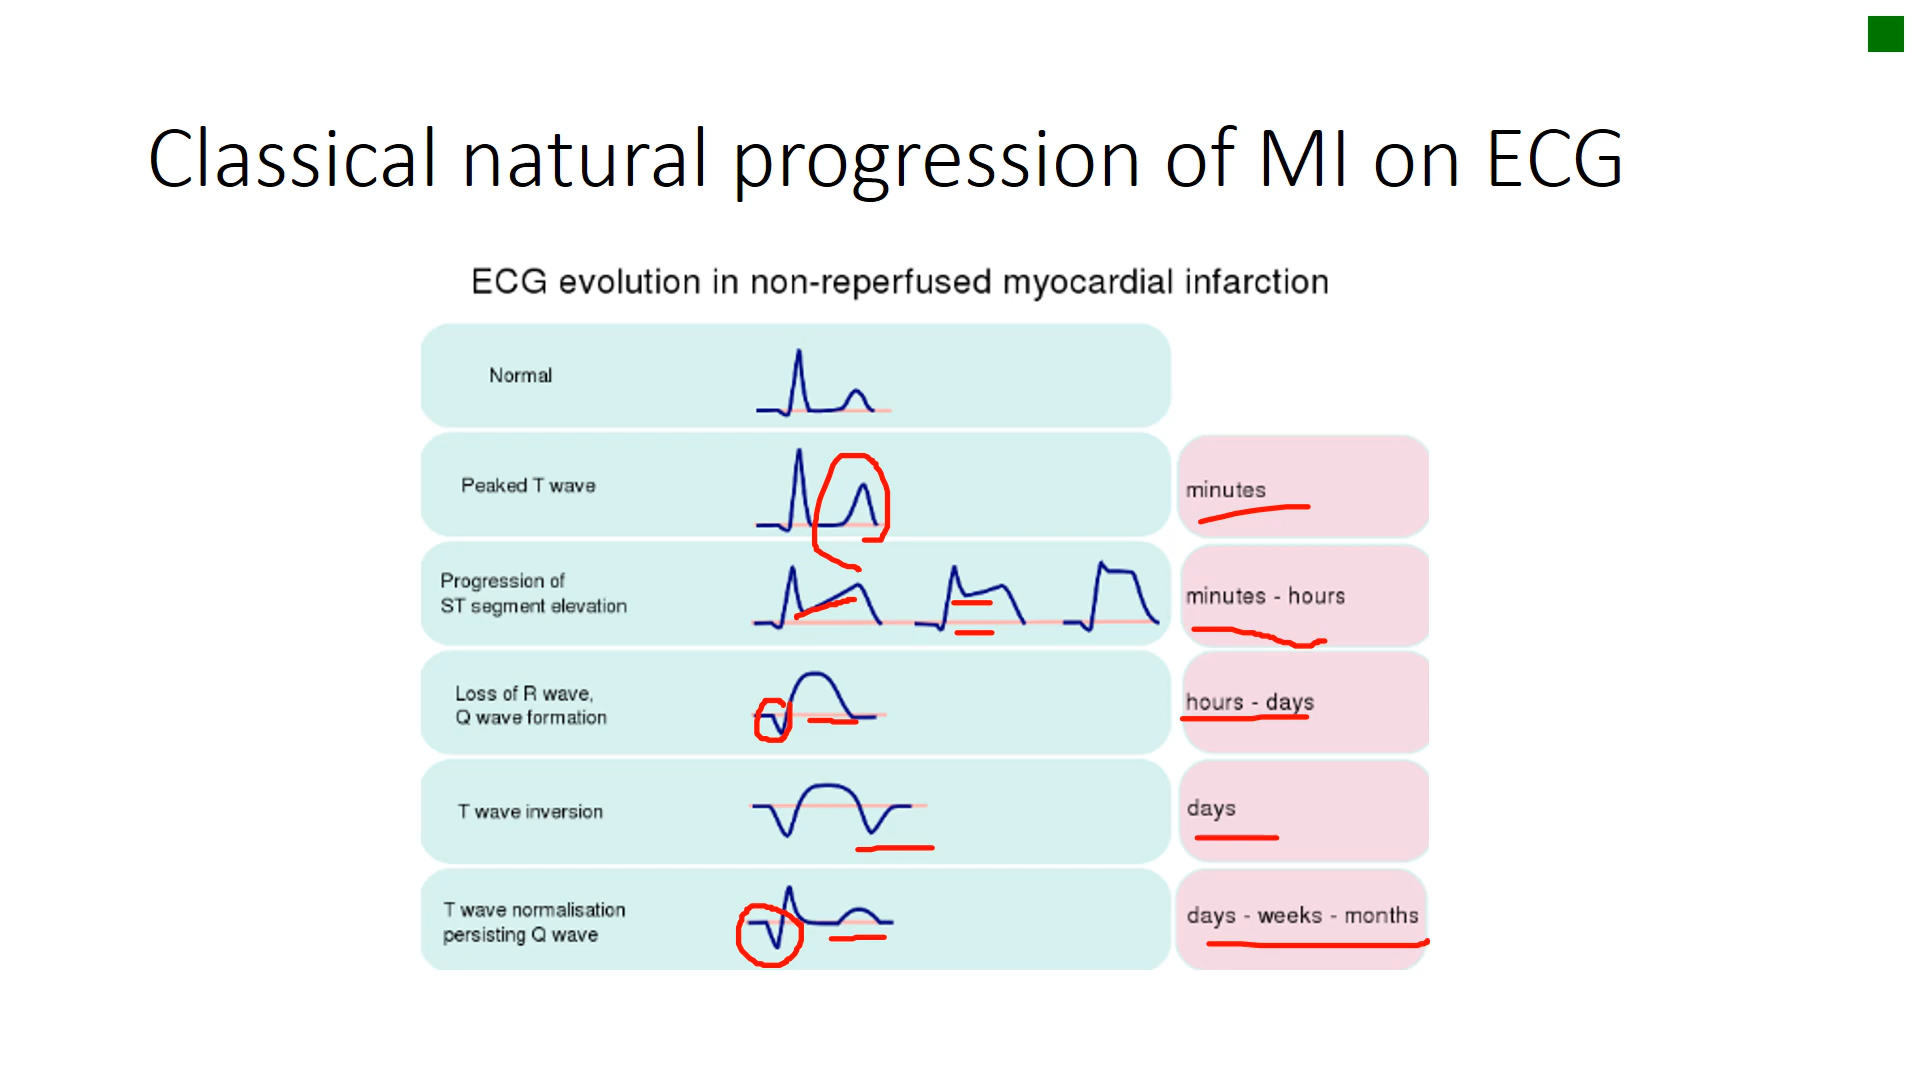 Classical natural progression of MI on ECG
ECG evolution in non-reperfused myocardial infarction
Normal
Peaked T wave
minutes
Progression of
ST segment elevation
minutes - hours
Loss of R wave,
Q wave formation
hours - days
T wave inversion
days
T wave normalisation
persisting Q wave
days - weeks - months